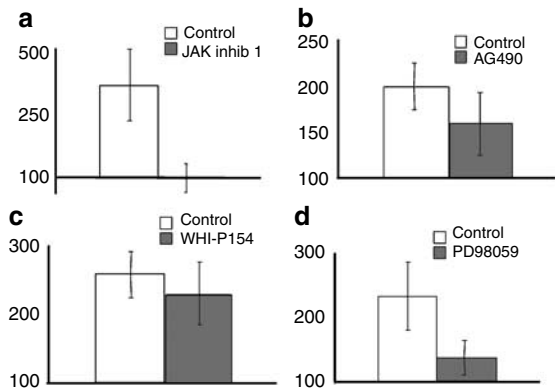 a
Control
JAK inhib 1
500
250
100
b
Control
AG490
250
200
150
100
c
Control
WHI-P154
300
200
100
d
Control
PD98059
300
200
100